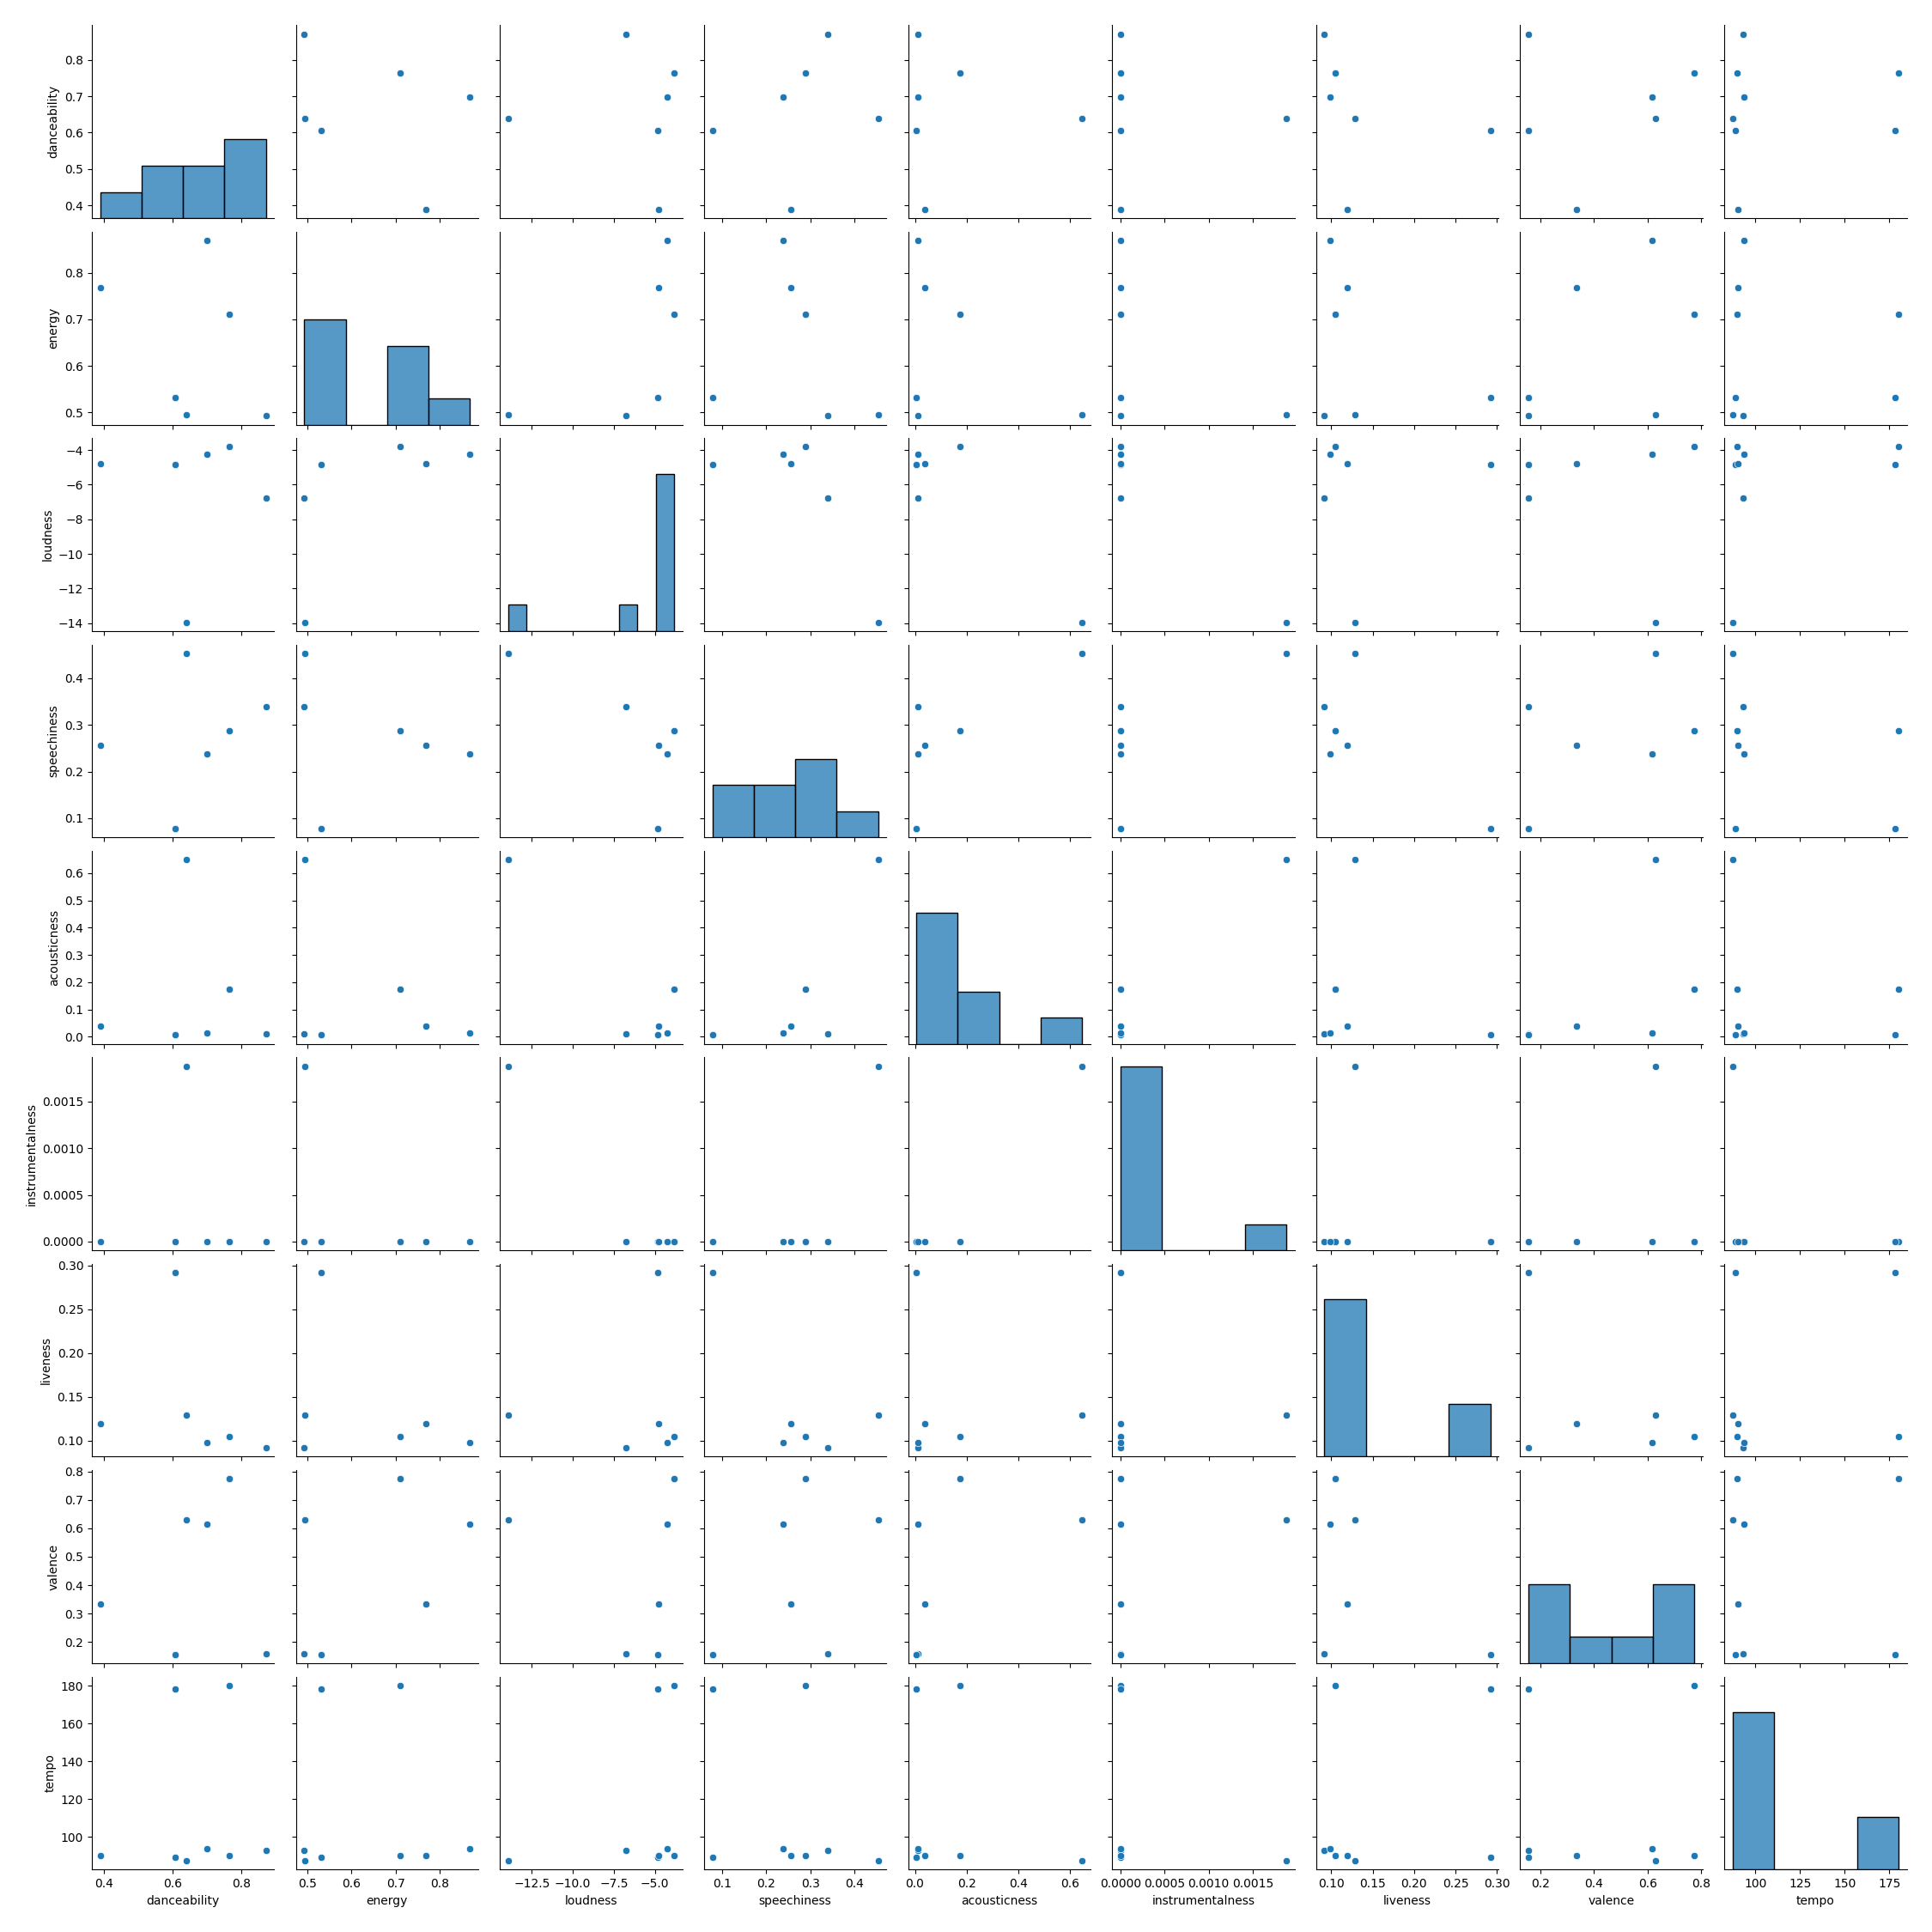 0.8
0.7
0.6
0.5
0.4
danceability
0.4 0.6 0.8
0.5 0.6 0.7 0.8
−12.5 −10.0 −7.5 −5.0
0.1 0.2 0.3 0.4
0.0 0.2 0.4 0.6
0.0000 0.0005 0.0010 0.0015
0.10 0.15 0.20 0.25 0.30
0.2 0.4 0.6 0.8
100 125 150 175
0.8
0.7
0.6
0.5
energy
−4
−6
−8
−10
−12
−14
loudness
0.4
0.3
0.2
0.1
speechiness
0.6
0.5
0.4
0.3
0.2
0.1
0.0
acousticness
0.0015
0.0010
0.0005
0.0000
instrumentalness
0.30
0.25
0.20
0.15
0.10
liveness
0.8
0.7
0.6
0.5
0.4
0.3
0.2
valence
180
160
140
120
100
tempo
danceability energy loudness speechiness acousticness instrumentalness liveness valence tempo